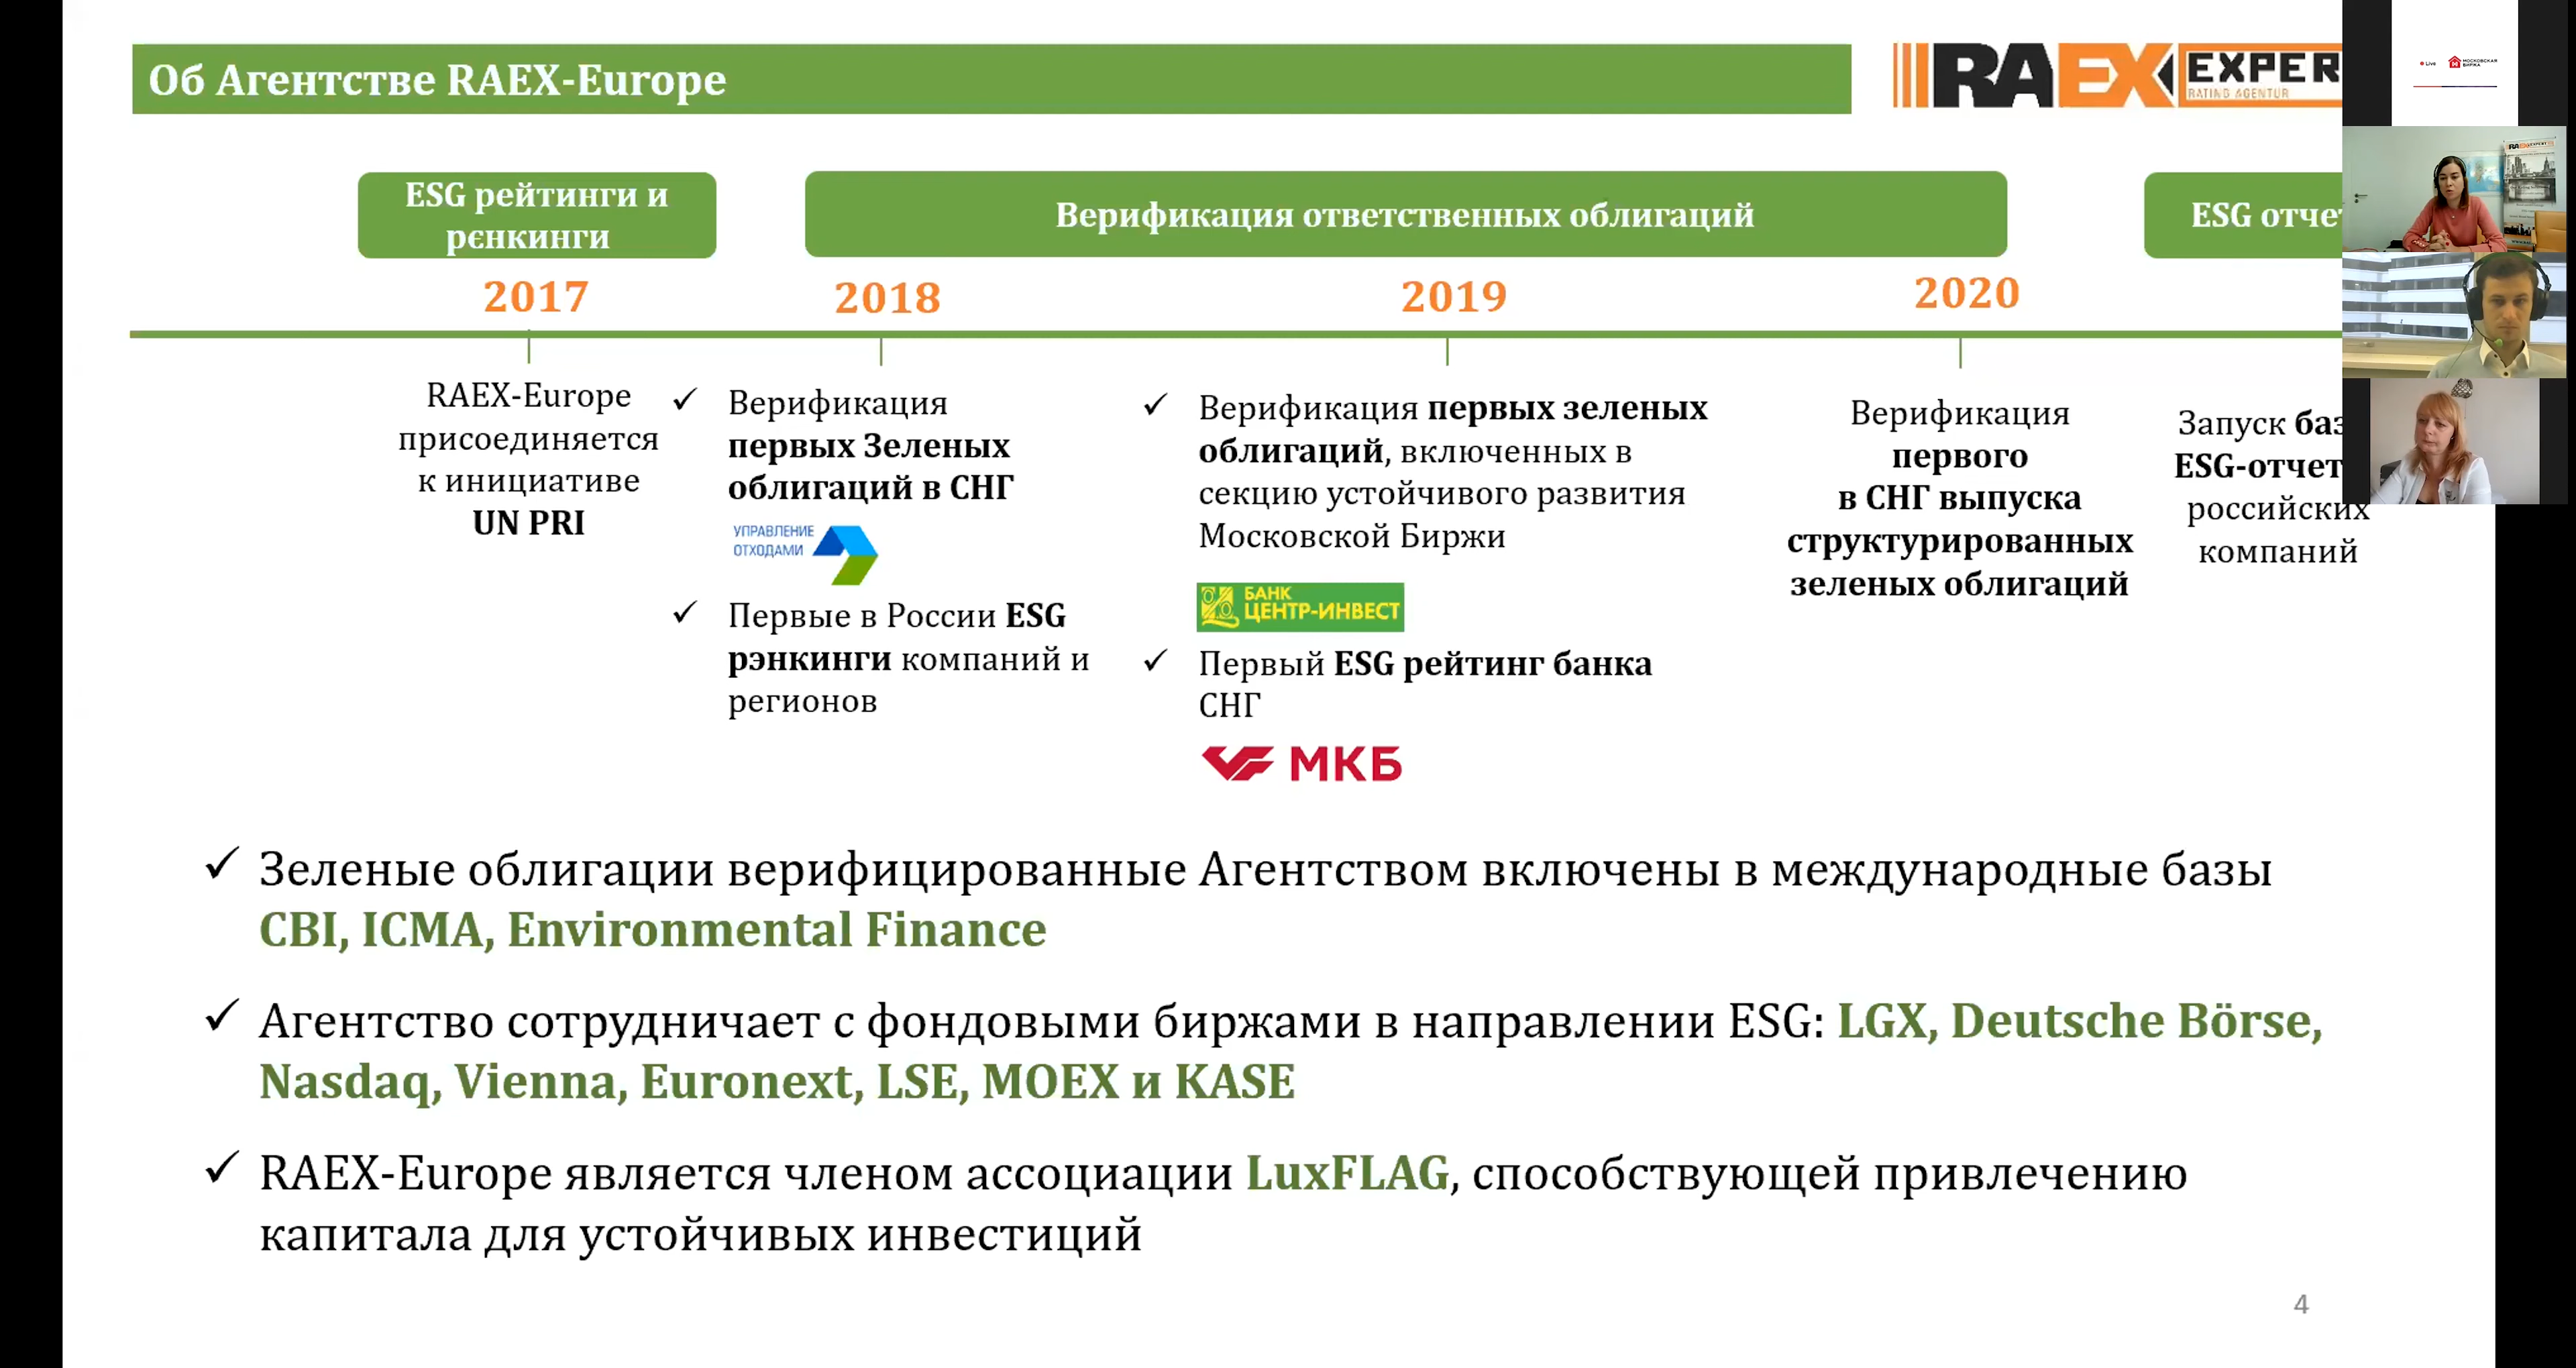 Об Агентстве RAEX-Europe
RAEX EXPER
RATING AGENTUR
Live МОСКОВСКАЯ БИРЖА
ESG рейтинги и
рєнкинги
Верификация ответственных облигаций
ESG отче
2017
2018
2019
2020
RAEX-Europe
присоединяется
к инициативе
UN PRI
✓ Верификация
первых Зеленых
облигаций в СНГ
УПРАВЛЕНИЕ
ОТХОДАМИ
✓ Первые в России ESG
рэнкинги компаний и
регионов
✓ Верификация первых зеленых
облигаций, включенных в
секцию устойчивого развития
Московской Биржи
БАНК
ЦЕНТР-ИНВЕСТ
✓ Первый ESG рейтинг банка
СНГ
МКБ
Верификация
первого
в СНГ выпуска
структурированных
зеленых облигаций
Запуск баз
ESG-отчет
российских
компаний
✓ Зеленые облигации верифицированные Агентством включены в международные базы
CBI, ICMA, Environmental Finance
✓ Агентство сотрудничает с фондовыми биржами в направлении ESG: LGX, Deutsche Börse,
Nasdaq, Vienna, Euronext, LSE, MOEX и KASE
✓ RAEX-Europe является членом ассоциации LuxFLAG, способствующей привлечению
капитала для устойчивых инвестиций
4